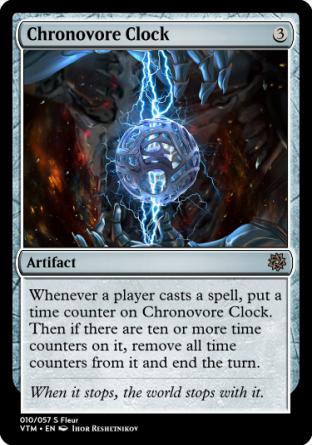 Chronovore Clock 3
Artifact
Whenever a player casts a spell, put a
time counter on Chronovore Clock.
Then if there are ten or more time
counters on it, remove all time
counters from it and end the turn.
When it stops, the world stops with it.
010/057 S Fleur
VTM • EN Ihor Reshetnikov